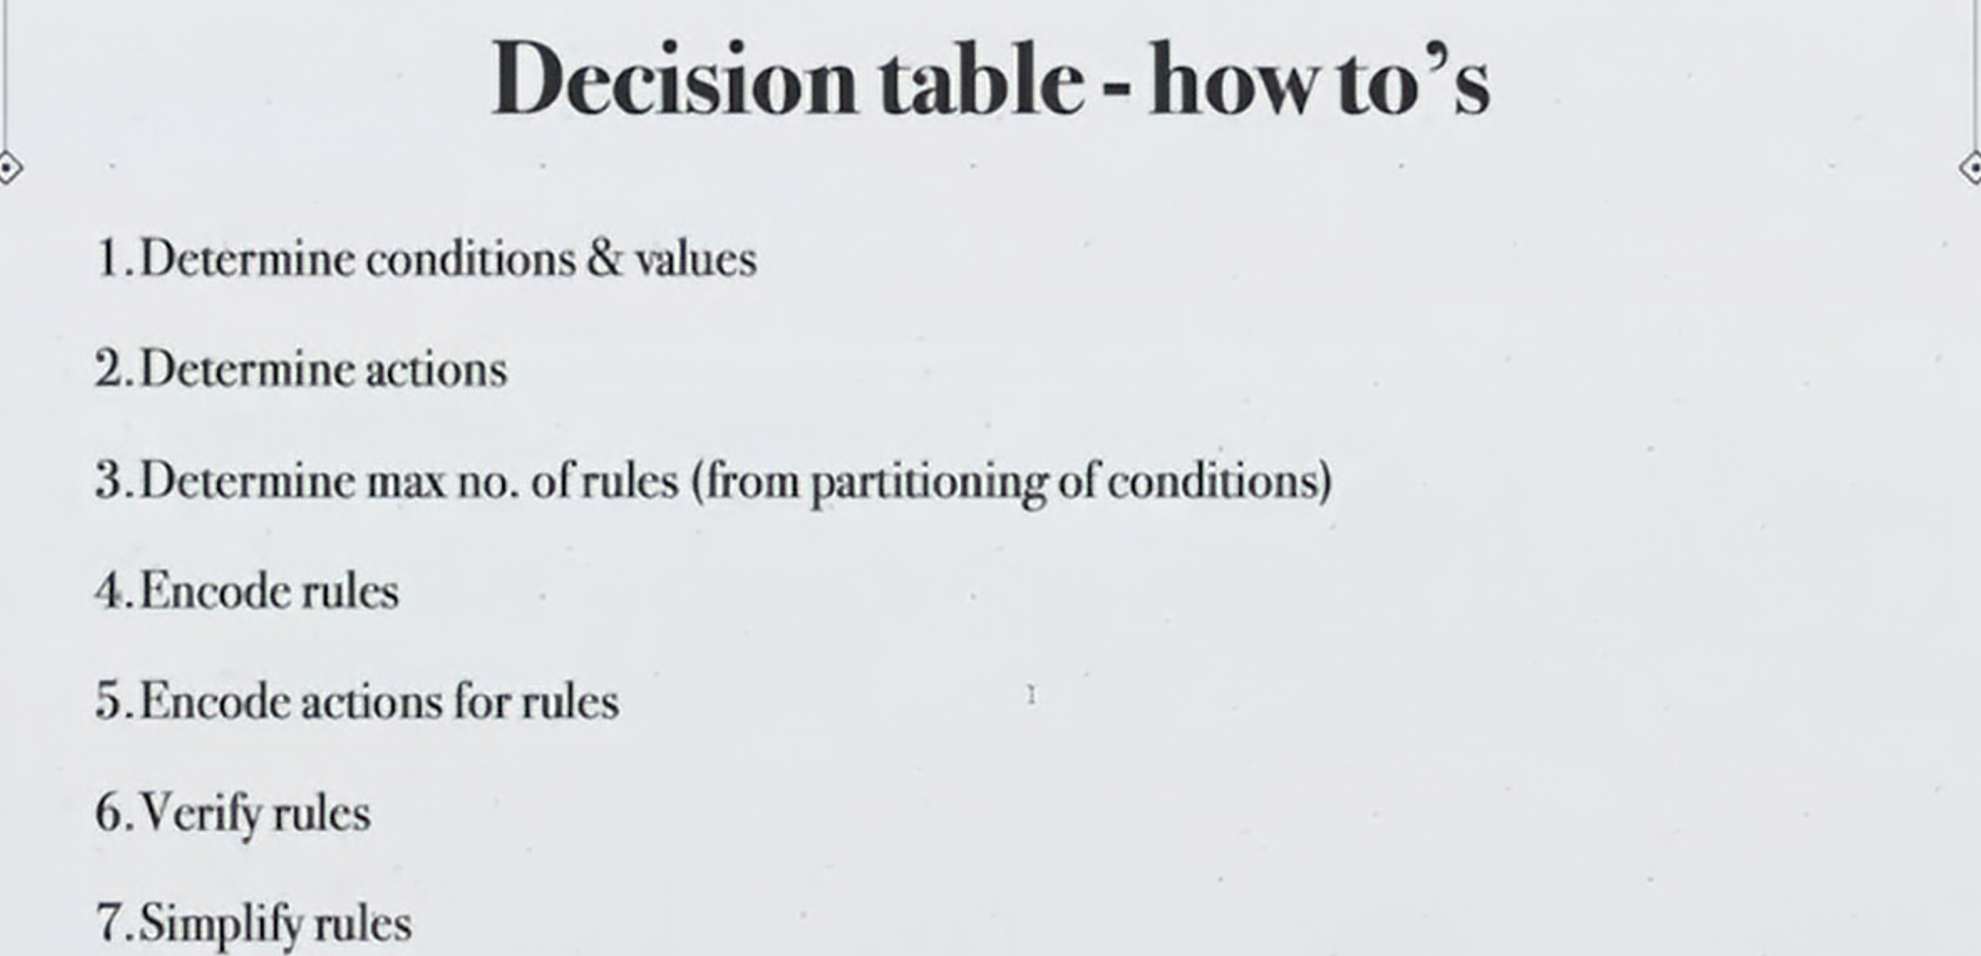 Decision table - how to’s
1. Determine conditions & values
2. Determine actions
3. Determine max no. of rules (from partitioning of conditions)
4. Encode rules
5. Encode actions for rules
6. Verify rules
7. Simplify rules